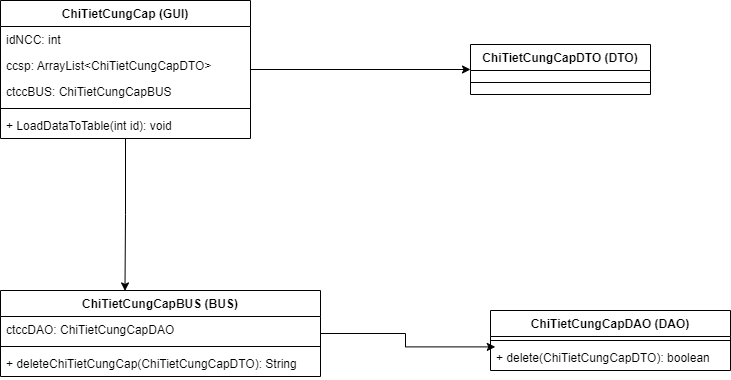 ChiTietCungCap (GUI)
idNCC: int
ccsp: ArrayList<ChiTietCungCapDTO>
ctccBUS: ChiTietCungCapBUS
+ LoadDataToTable(int id): void
ChiTietCungCapDTO (DTO)
ChiTietCungCapBUS (BUS)
ctccDAO: ChiTietCungCapDAO
+ deleteChiTietCungCap(ChiTietCungCapDTO): String
ChiTietCungCapDAO (DAO)
+ delete(ChiTietCungCapDTO): boolean